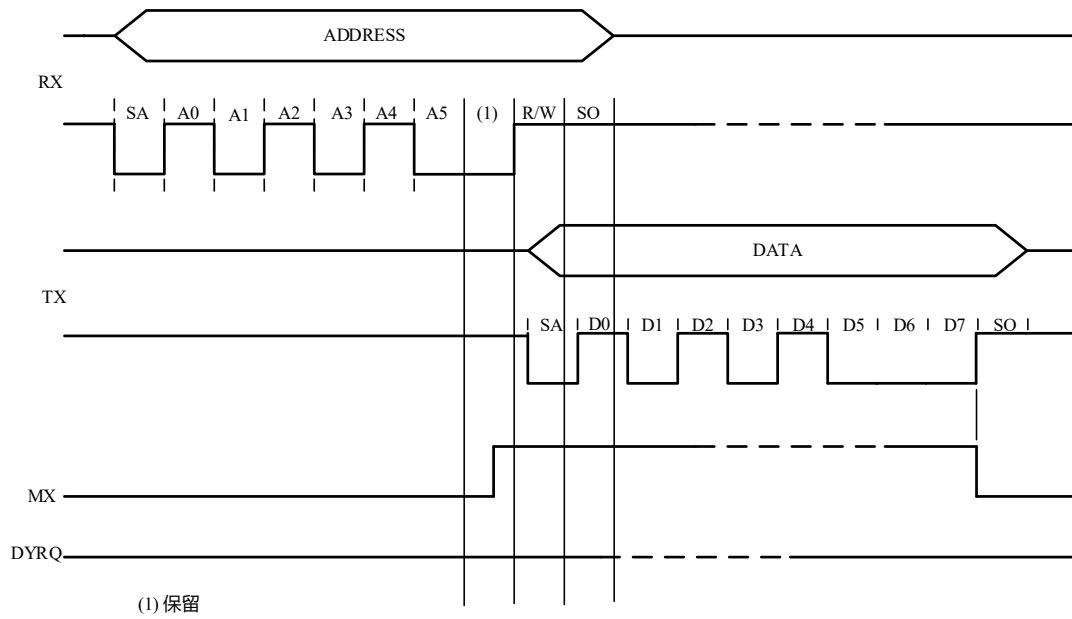 ADDRESS
RX
SA A0 A1 A2 A3 A4 A5 (1) R/W SO
DATA
TX
SA D0 D1 D2 D3 D4 D5 D6 D7 SO
MX
DYRQ
(1) 保留